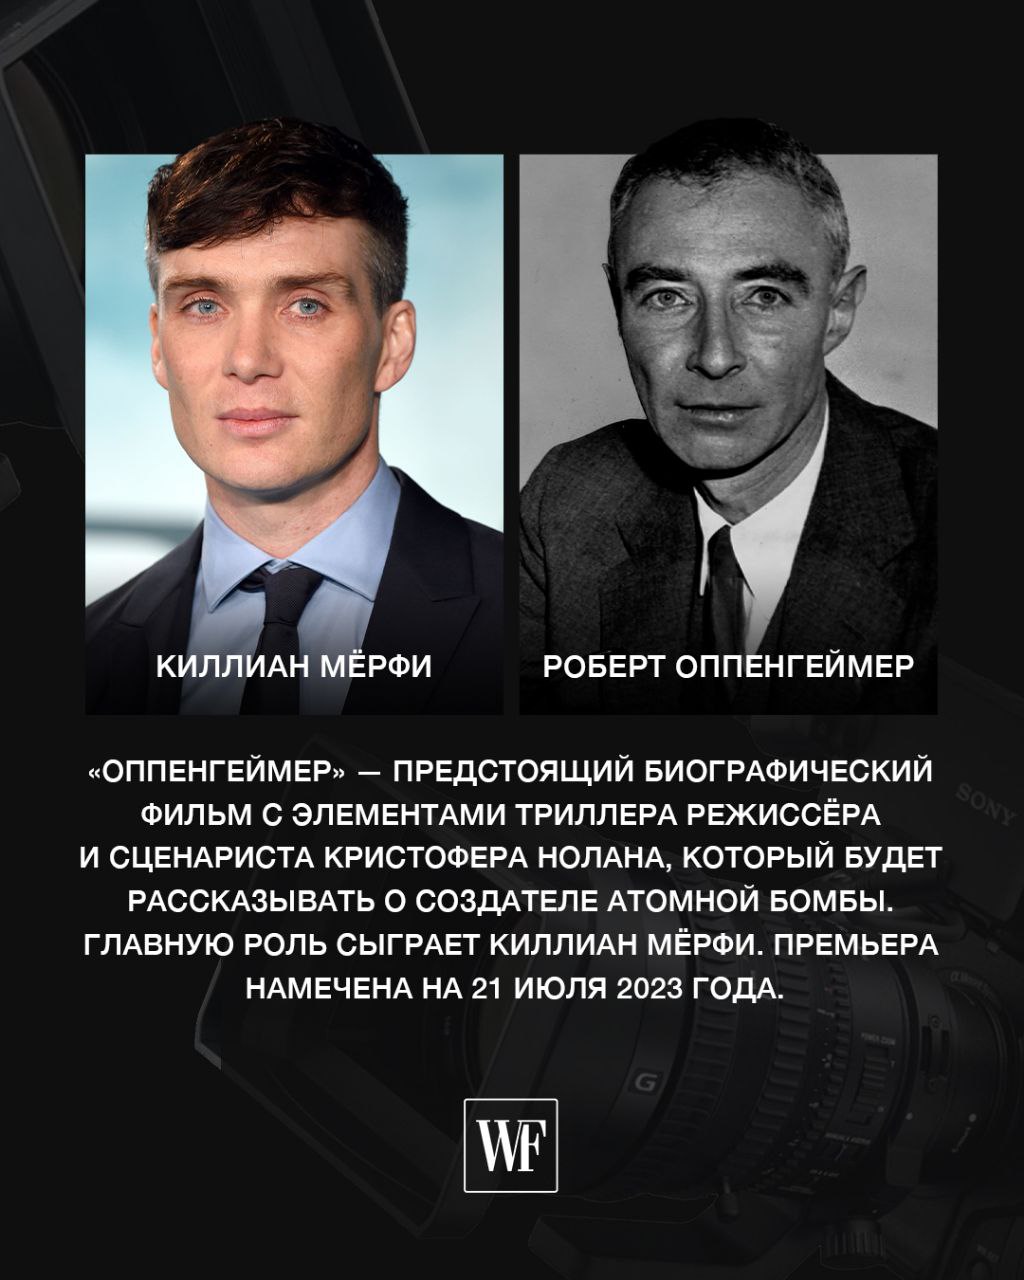 КИЛЛИАН МЁРФИ
РОБЕРТ ОППЕНГЕЙМЕР
«ОППЕНГЕЙМЕР» — ПРЕДСТОЯЩИЙ БИОГРАФИЧЕСКИЙ
ФИЛЬМ С ЭЛЕМЕНТАМИ ТРИЛЛЕРА РЕЖИССЁРА
И СЦЕНАРИСТА КРИСТОФЕРА НОЛАНА, КОТОРЫЙ БУДЕТ
РАССКАЗЫВАТЬ О СОЗДАТЕЛЕ АТОМНОЙ БОМБЫ.
ГЛАВНУЮ РОЛЬ СЫГРАЕТ КИЛЛИАН МЁРФИ. ПРЕМЬЕРА
НАМЕЧЕНА НА 21 ИЮЛЯ 2023 ГОДА.
SONY
G
WF